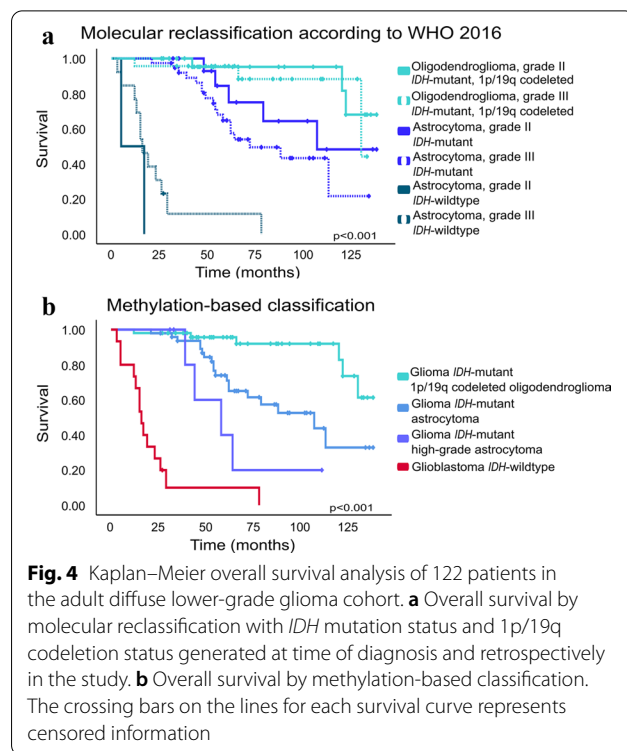 a Molecular reclassification according to WHO 2016
1.00
0.80
0.60
0.40
0.20
0.00
Survival
0 25 50 75 100 125
Time (months)
p<0.001
Oligodendroglioma, grade II
IDH-mutant, 1p/19q codeleted
Oligodendroglioma, grade III
IDH-mutant, 1p/19q codeleted
Astrocytoma, grade II
IDH-mutant
Astrocytoma, grade III
IDH-mutant
Astrocytoma, grade II
IDH-wildtype
Astrocytoma, grade III
IDH-wildtype
b Methylation-based classification
1.00
0.80
0.60
0.40
0.20
0.00
Survival
0 25 50 75 100 125
Time (months)
p<0.001
Glioma IDH-mutant
1p/19q codeleted oligodendroglioma
Glioma IDH-mutant
astrocytoma
Glioma IDH-mutant
high-grade astrocytoma
Glioblastoma IDH-wildtype
Fig. 4 Kaplan–Meier overall survival analysis of 122 patients in
the adult diffuse lower-grade glioma cohort. a Overall survival by
molecular reclassification with IDH mutation status and 1p/19q
codeletion status generated at time of diagnosis and retrospectively
in the study. b Overall survival by methylation-based classification.
The crossing bars on the lines for each survival curve represents
censored information